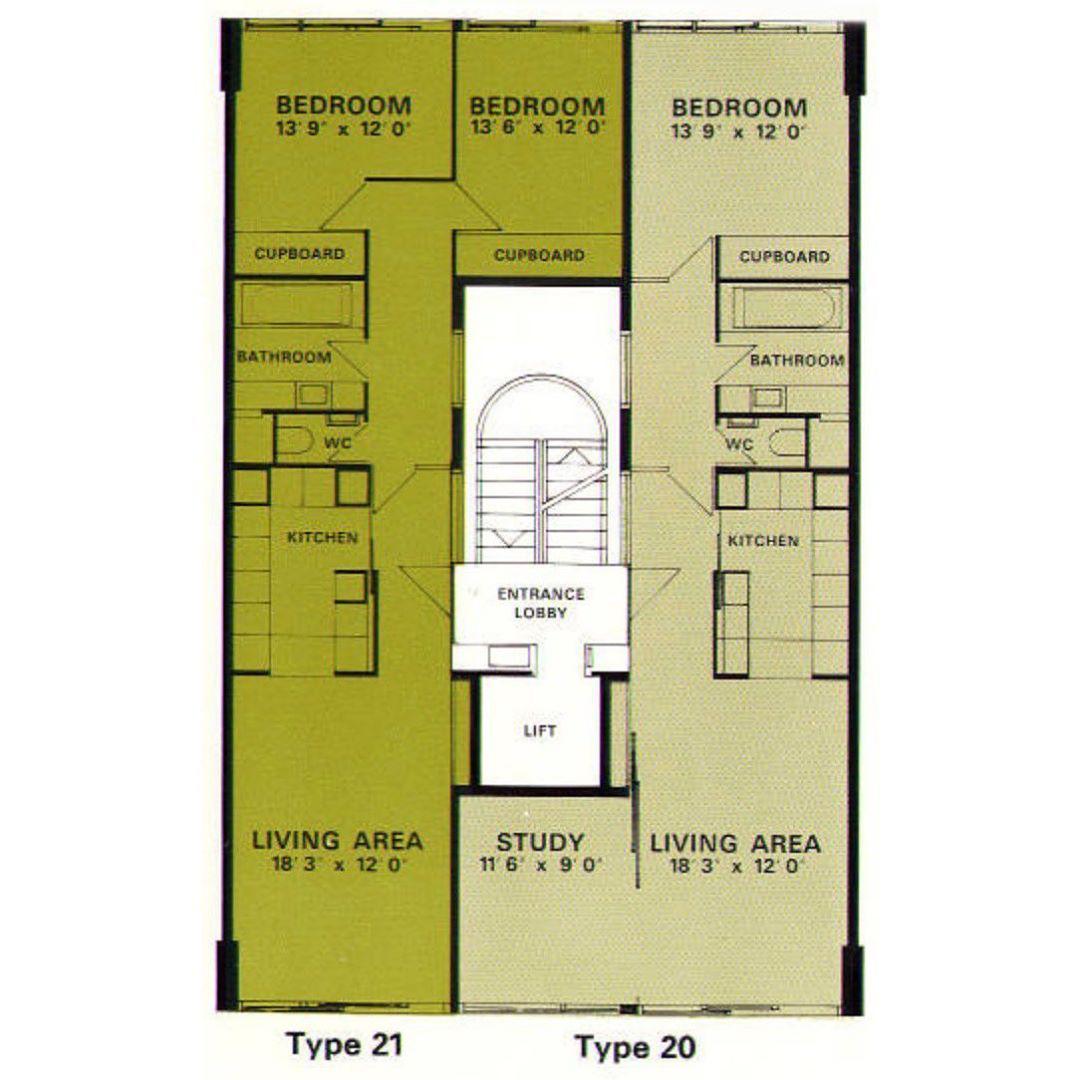 BEDROOM
13' 9" x 12' 0"
BEDROOM
13' 6" x 12' 0"
BEDROOM
13' 9" x 12' 0"
CUPBOARD
CUPBOARD
CUPBOARD
BATHROOM
BATHROOM
WC
WC
KITCHEN
KITCHEN
ENTRANCE
LOBBY
LIFT
LIVING AREA
18' 3" x 12' 0"
STUDY
11' 6" x 9' 0"
LIVING AREA
18' 3" x 12' 0"
Type 21
Type 20